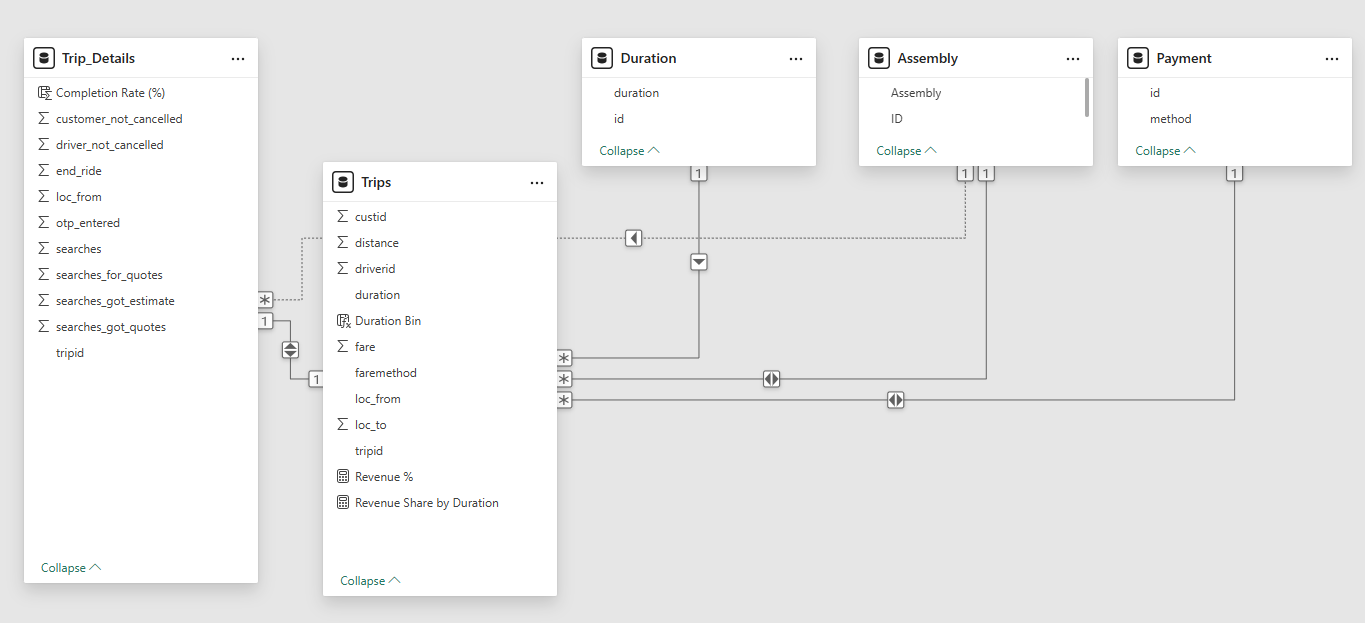 Trip_Details
Completion Rate (%)
customer_not_cancelled
driver_not_cancelled
end_ride
loc_from
otp_entered
searches
searches_for_quotes
searches_got_estimate
searches_got_quotes
tripid
Collapse
Trips
custid
distance
driverid
duration
Duration Bin
fare
faremethod
loc_from
loc_to
tripid
Revenue %
Revenue Share by Duration
Collapse
Duration
duration
id
Collapse
Assembly
Assembly
ID
Collapse
Payment
id
method
Collapse
1
1
1
1
*
1
1
*
*
*